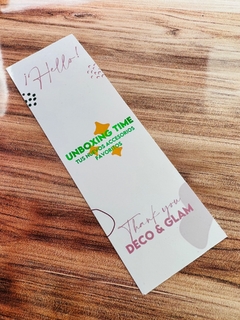 ¡Hello!
UNBOXING TIME
TUS NUEVOS ACCESORIOS
FAVORITOS
Thank you
DECO & GLAM